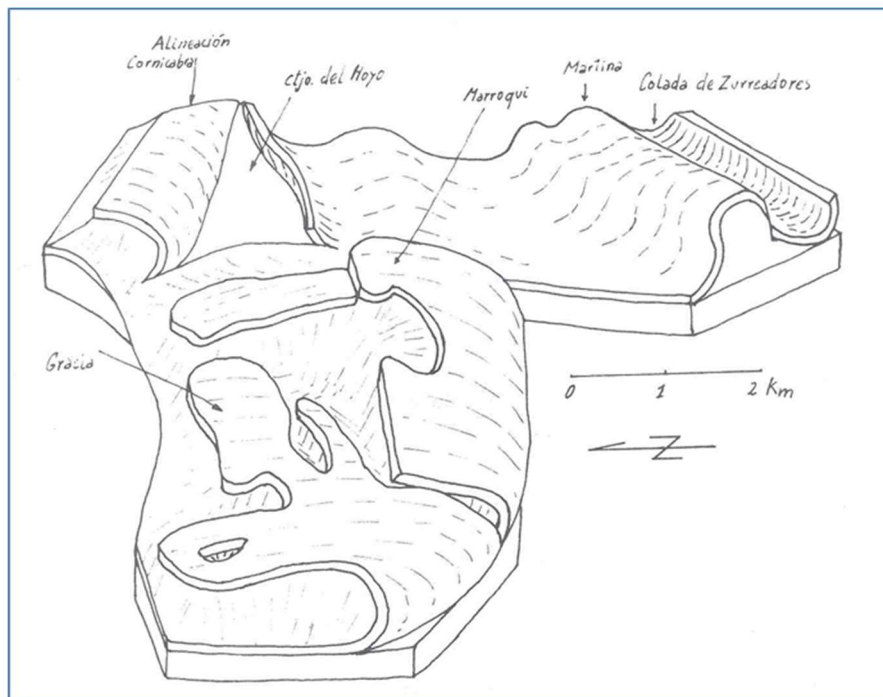 Alineación
Cornicabra
ctjo. del Hoyo
Marroquí
Martina
Colada de Zurreadores
Gracia
0 1 2 Km
N